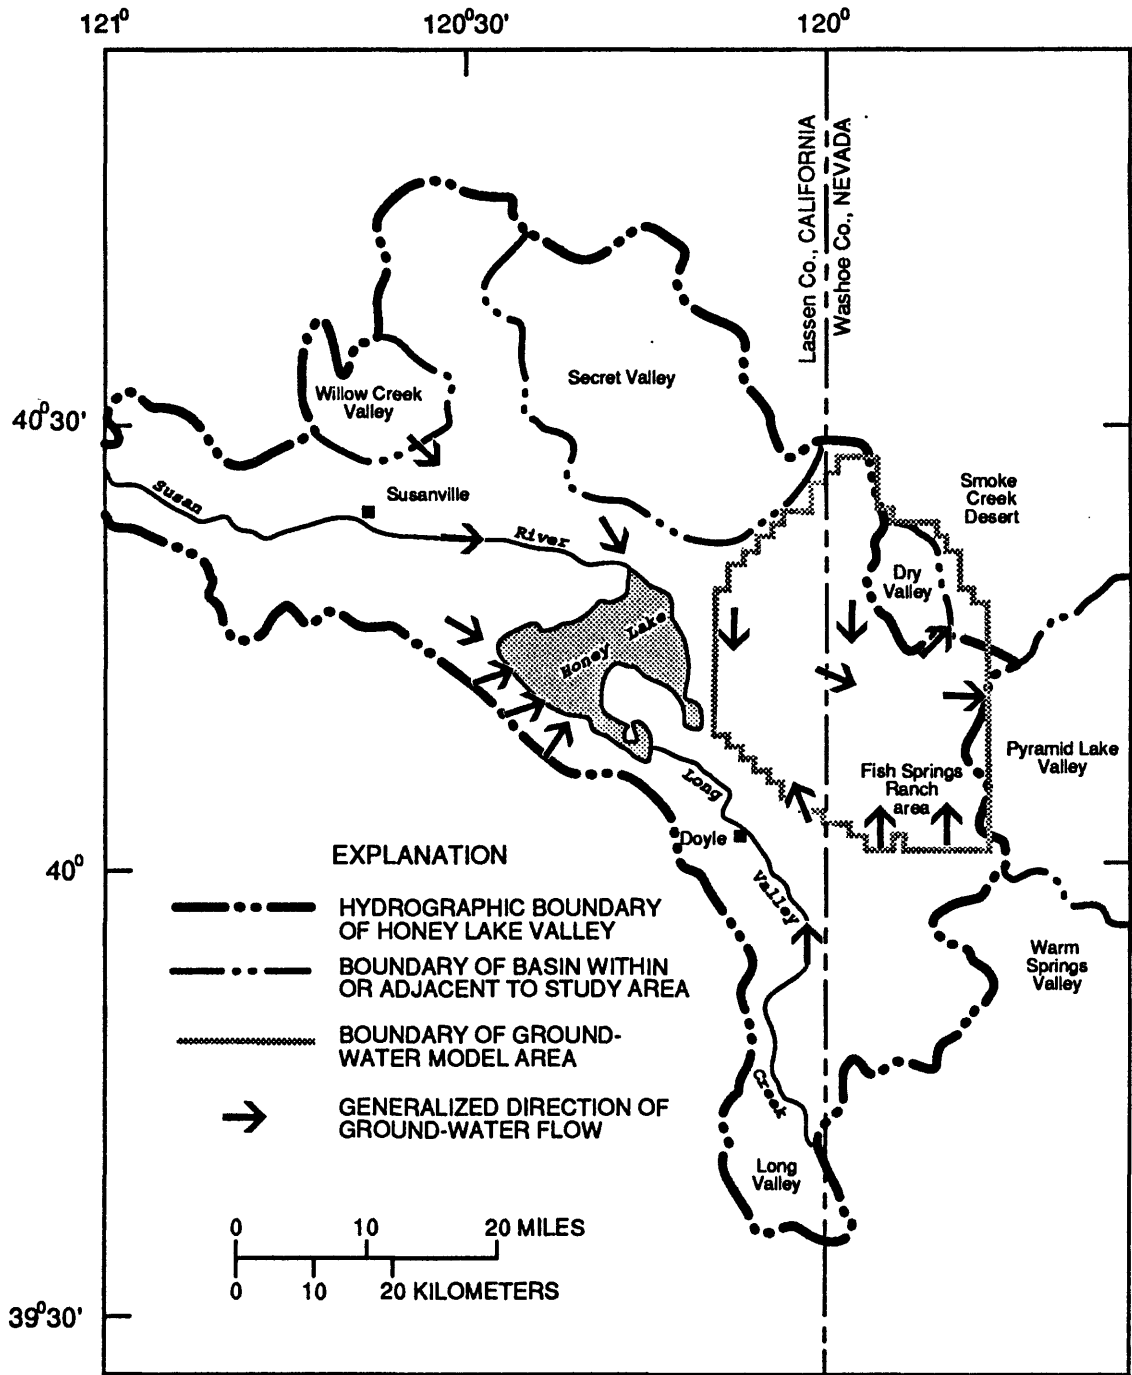 121⁰
120⁰30'
120⁰
Lassen Co., CALIFORNIA
Washoe Co., NEVADA
Secret Valley
Willow Creek
Valley
40⁰30'
Susan
Susanville
River
Smoke
Creek
Desert
Dry
Valley
Honey Lake
Pyramid Lake
Valley
Fish Springs
Ranch
area
Long
Doyle
Valley
Creek
40⁰
EXPLANATION
HYDROGRAPHIC BOUNDARY
OF HONEY LAKE VALLEY
BOUNDARY OF BASIN WITHIN
OR ADJACENT TO STUDY AREA
BOUNDARY OF GROUND-
WATER MODEL AREA
GENERALIZED DIRECTION OF
GROUND-WATER FLOW
Warm
Springs
Valley
Long
Valley
0 10 20 MILES
0 10 20 KILOMETERS
39⁰30'